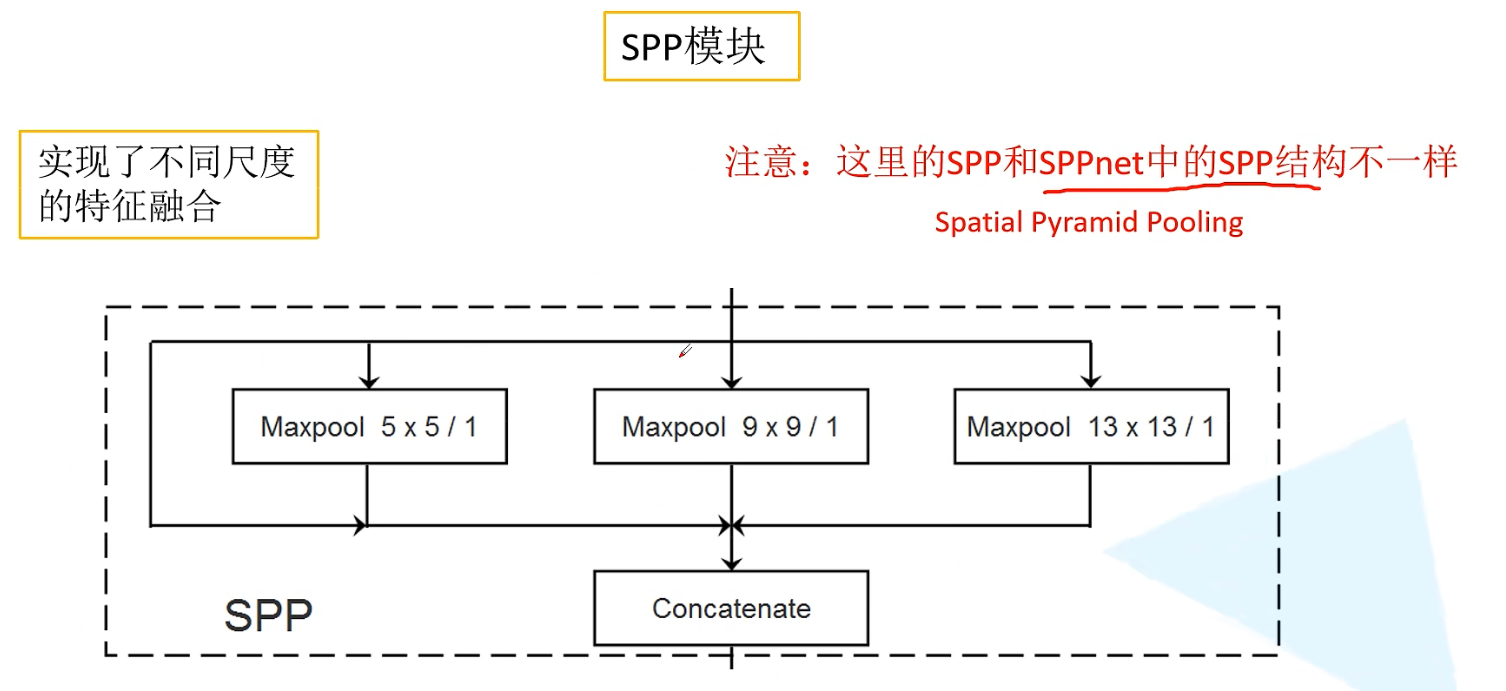 SPP模块
实现了不同尺度
的特征融合
注意：这里的SPP和SPPnet中的SPP结构不一样
Spatial Pyramid Pooling
Maxpool 5 x 5 / 1
Maxpool 9 x 9 / 1
Maxpool 13 x 13 / 1
SPP
Concatenate